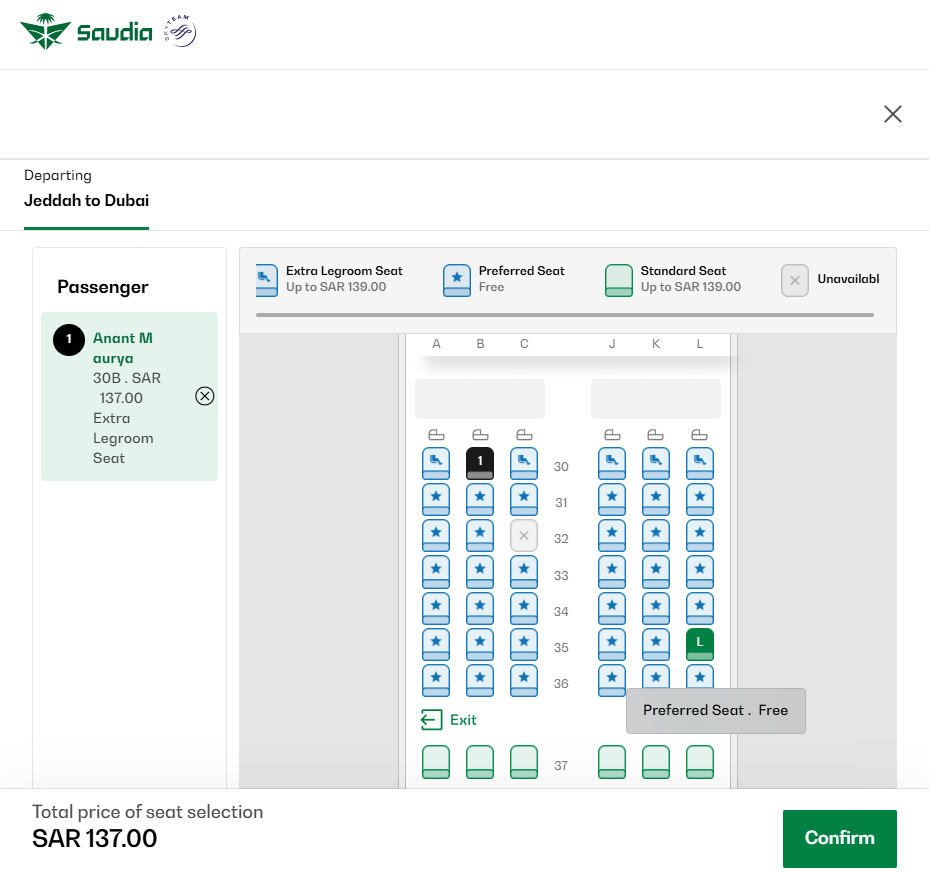 Saudia
SKYTEAM
Departing
Jeddah to Dubai
Passenger
1
Anant M
aurya
30B . SAR
137.00
Extra
Legroom
Seat
Extra Legroom Seat
Up to SAR 139.00
Preferred Seat
Free
Standard Seat
Up to SAR 139.00
Unavailabl
A B C J K L
1 30
31
32
33
34
35 L
36
Preferred Seat . Free
Exit
37
Total price of seat selection
SAR 137.00
Confirm